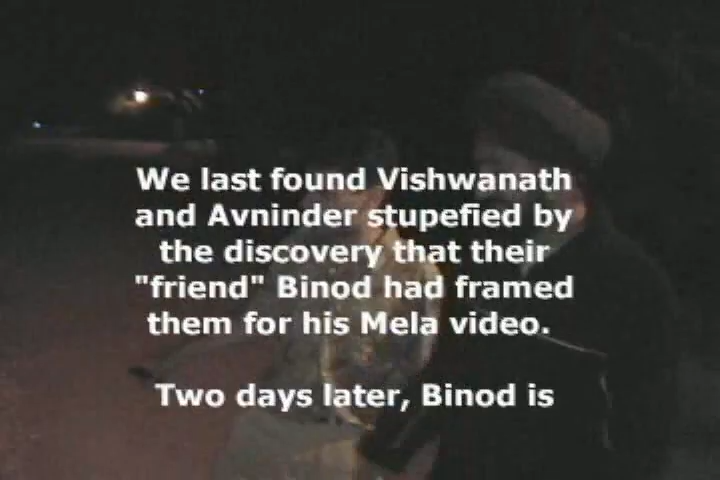 We last found Vishwanath
and Avninder stupefied by
the discovery that their
"friend" Binod had framed
them for his Mela video.
Two days later, Binod is